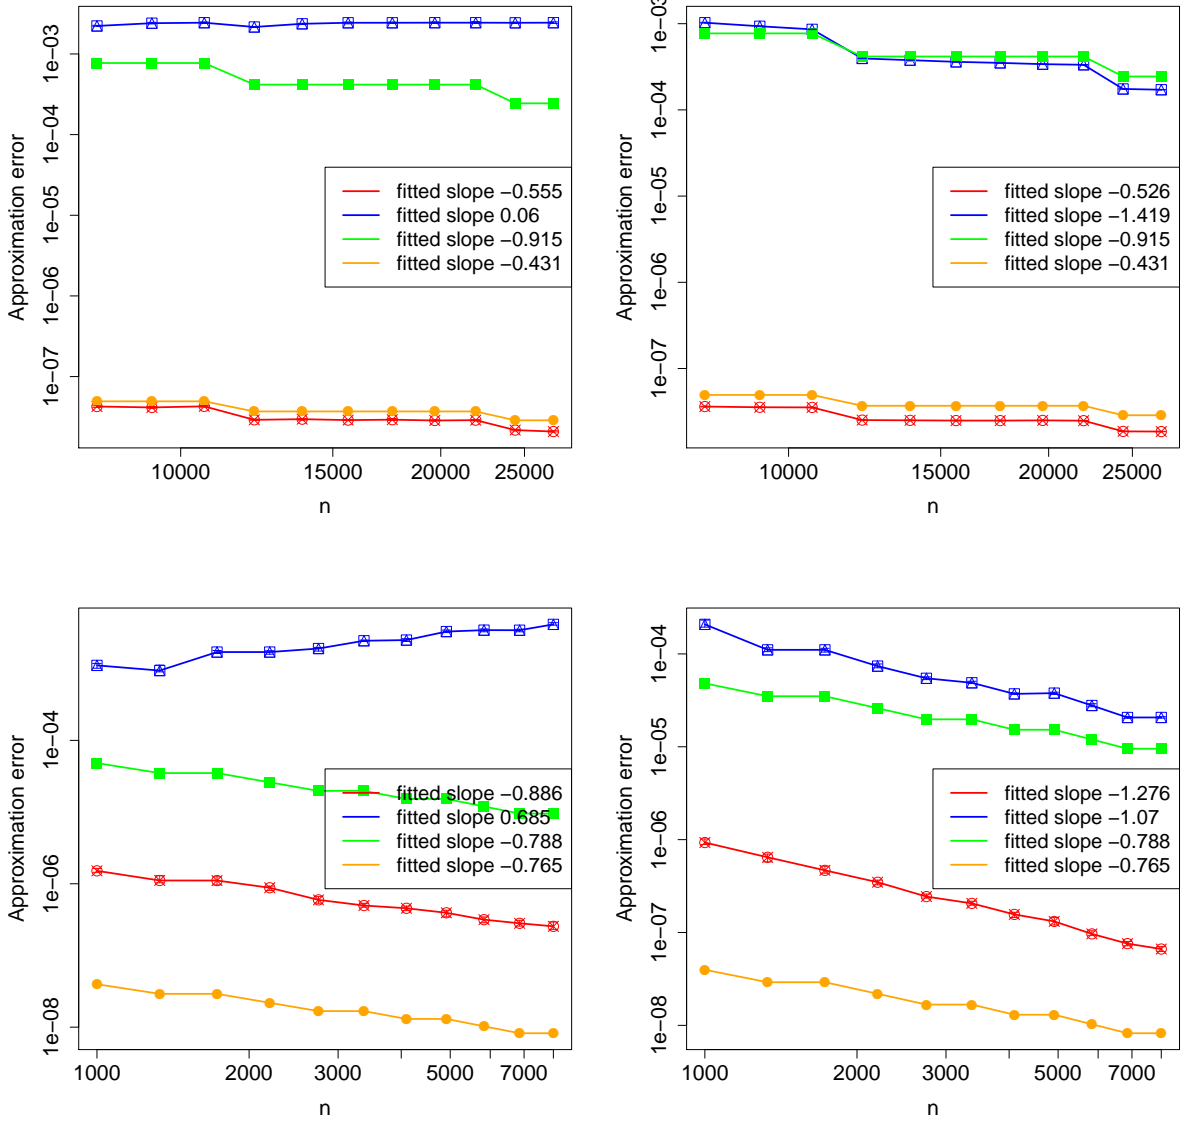 Approximation error
1e−03
1e−04
1e−05
1e−06
1e−07
fitted slope −0.555
fitted slope 0.06
fitted slope −0.915
fitted slope −0.431
10000 15000 20000 25000
n
Approximation error
1e−03
1e−04
1e−05
1e−06
1e−07
fitted slope −0.526
fitted slope −1.419
fitted slope −0.915
fitted slope −0.431
10000 15000 20000 25000
n
Approximation error
1e−04
1e−06
1e−08
fitted slope −0.886
fitted slope 0.685
fitted slope −0.788
fitted slope −0.765
1000 2000 3000 5000 7000
n
Approximation error
1e−04
1e−05
1e−06
1e−07
1e−08
fitted slope −1.276
fitted slope −1.07
fitted slope −0.788
fitted slope −0.765
1000 2000 3000 5000 7000
n